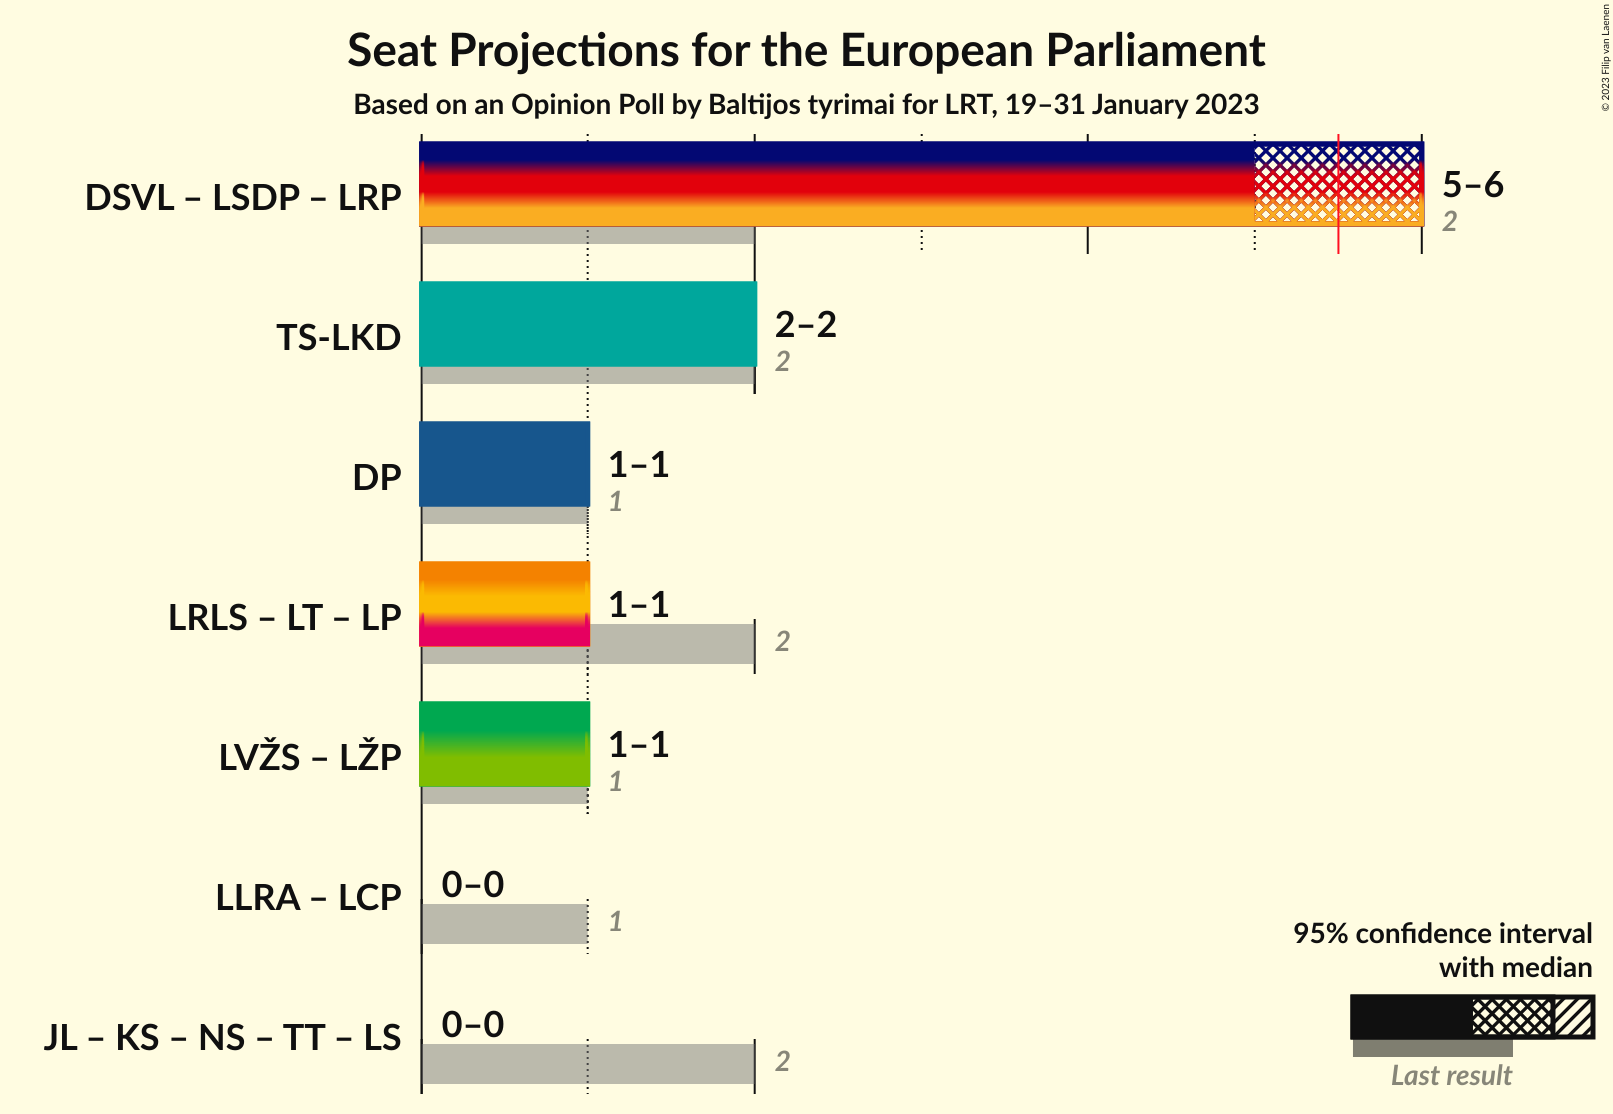 Seat Projections for the European Parliament
Based on an Opinion Poll by Baltijos tyrimai for LRT, 19–31 January 2023
© 2023 Filip van Laenen
DSVL – LSDP – LRP
5–6
2
TS-LKD
2–2
2
DP
1–1
1
LRLS – LT – LP
1–1
2
LVŽS – LŽP
1–1
1
LLRA – LCP
0–0
1
JL – KS – NS – TT – LS
0–0
2
95% confidence interval
with median
Last result